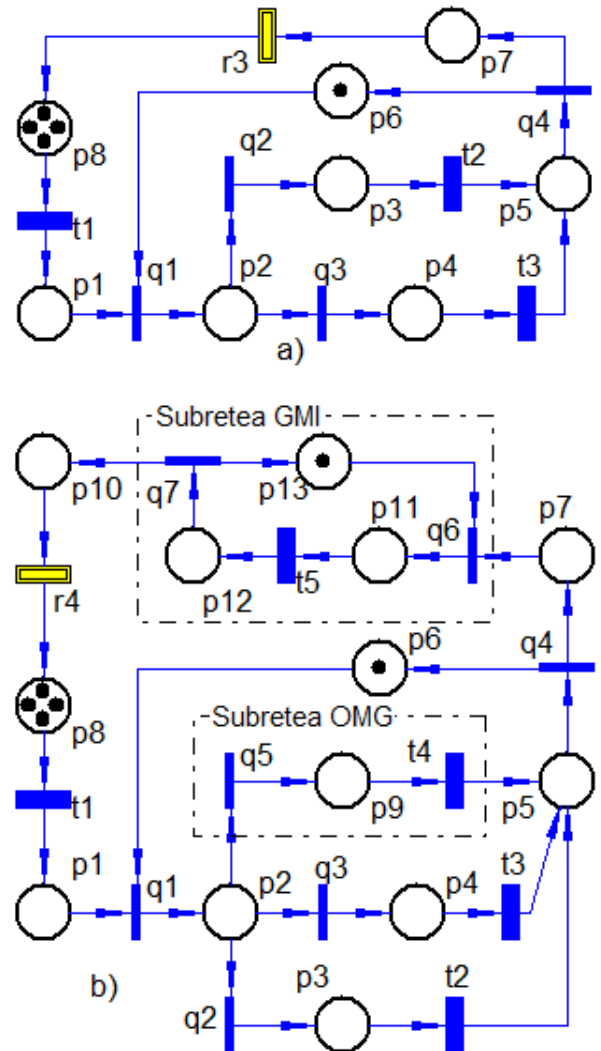 r3 p7
p6
p8 q2 q4
p3 t2 p5
t1
p1 q1 p2 q3 p4 t3
a)
Subretea GMI
p10 q7 p13 p11 q6 p7
r4 p12 t5
p6 q4
p8 Subretea OMG
q5 t4
t1 p9 p5
p1 q1 p2 q3 p4 t3
b) p3 t2
q2